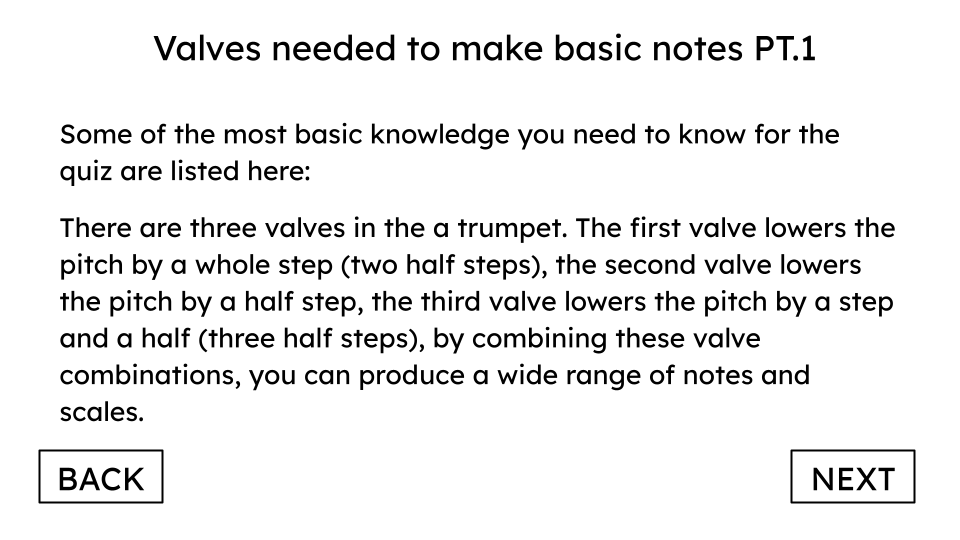 Valves needed to make basic notes PT.1
Some of the most basic knowledge you need to know for the
quiz are listed here:
There are three valves in the a trumpet. The first valve lowers the
pitch by a whole step (two half steps), the second valve lowers
the pitch by a half step, the third valve lowers the pitch by a step
and a half (three half steps), by combining these valve
combinations, you can produce a wide range of notes and
scales.
BACK
NEXT